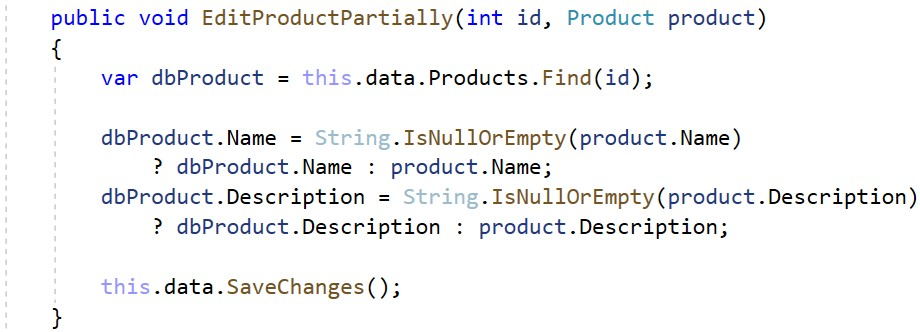 public void EditProductPartially(int id, Product product)
{
var dbProduct = this.data.Products.Find(id);
dbProduct.Name = String.IsNullOrEmpty(product.Name)
? dbProduct.Name : product.Name;
dbProduct.Description = String.IsNullOrEmpty(product.Description)
? dbProduct.Description : product.Description;
this.data.SaveChanges();
}